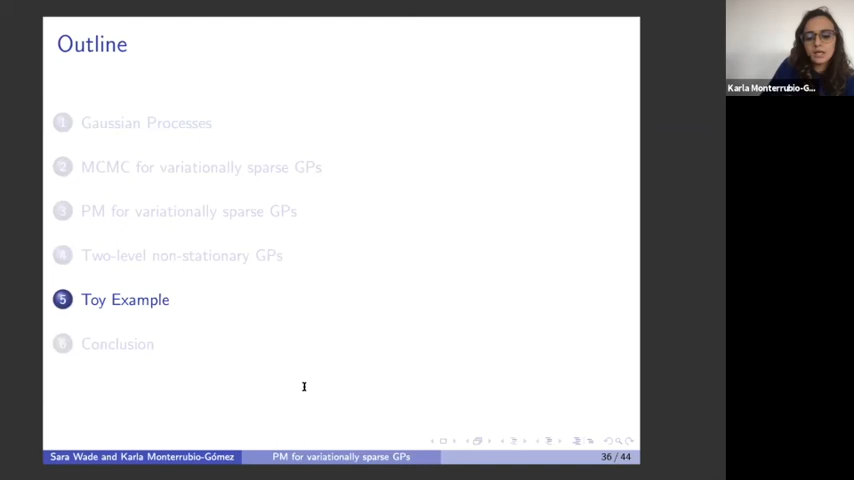 Outline
1 Gaussian Processes
2 MCMC for variationally sparse GPs
3 PM for variationally sparse GPs
4 Two-level non-stationary GPs
5 Toy Example
6 Conclusion
Sara Wade and Karla Monterrubio-Gómez PM for variationally sparse GPs 36 / 44
Karla Monterrubio-G...